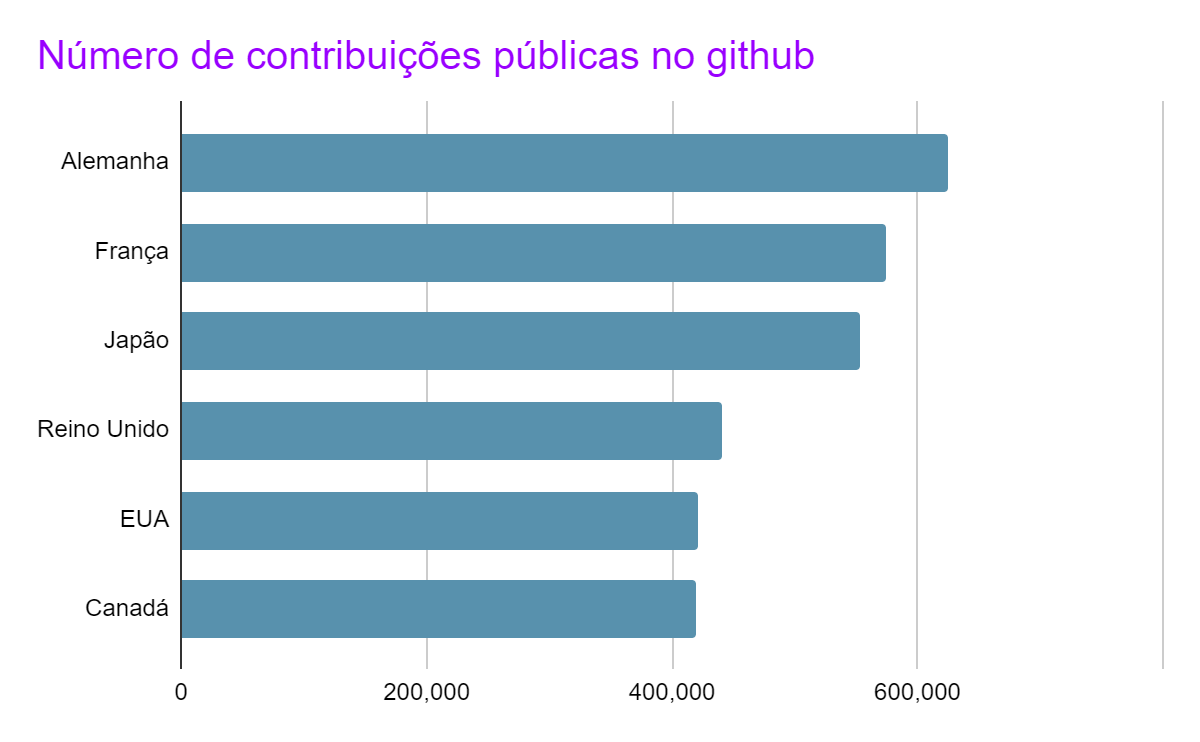 Número de contribuições públicas no github
Alemanha
França
Japão
Reino Unido
EUA
Canadá
0 200,000 400,000 600,000